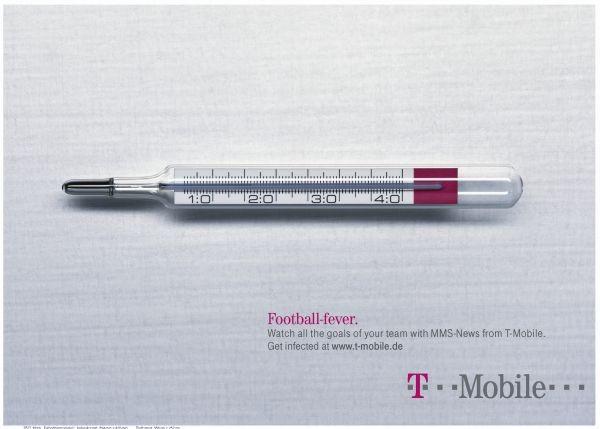 1:0 2:0 3:0 4:0
Football-fever.
Watch all the goals of your team with MMS-News from T-Mobile.
Get infected at www.t-mobile.de
T··Mobile···